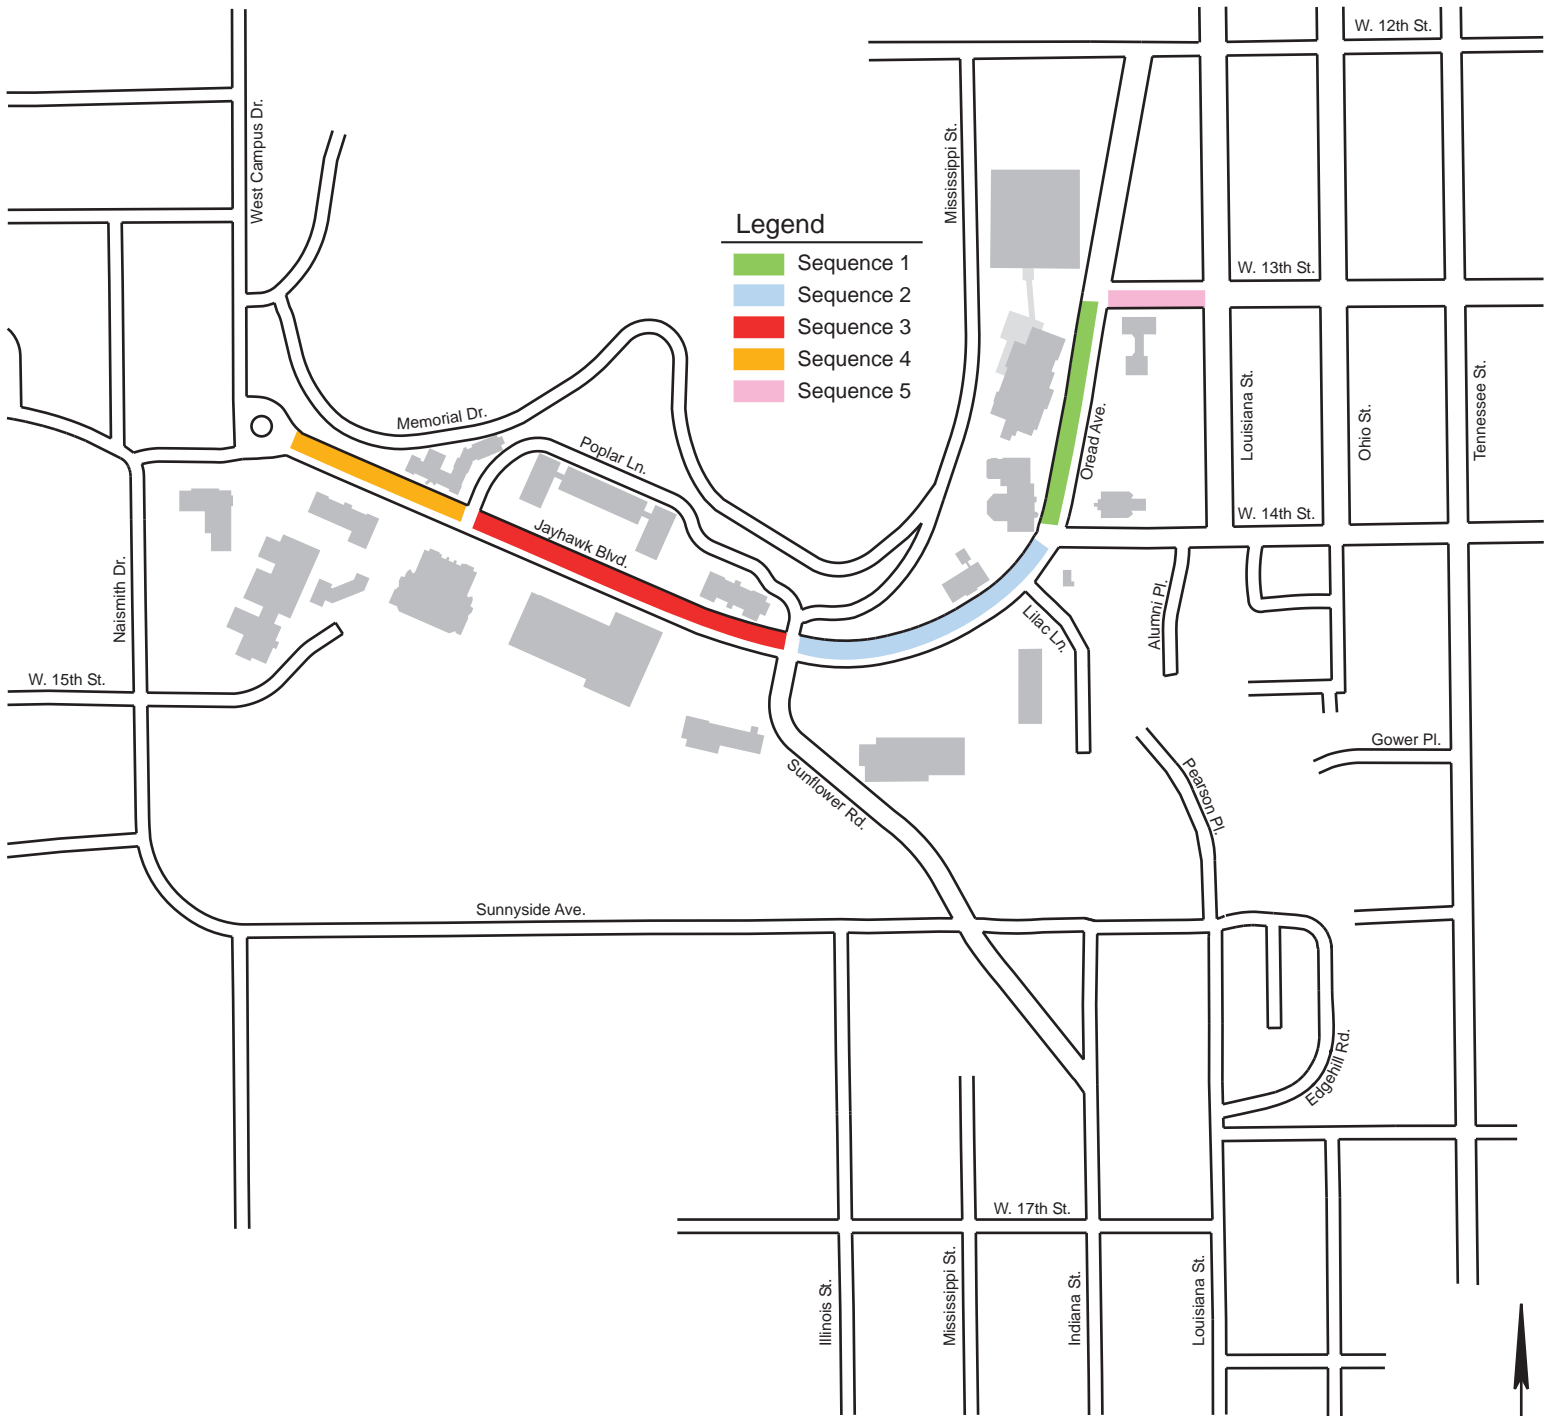 W. 12th St.
West Campus Dr.
Mississippi St.
Legend
Sequence 1
Sequence 2
Sequence 3
Sequence 4
Sequence 5
W. 13th St.
Memorial Dr.
Poplar Ln.
Oread Ave.
Louisiana St.
Ohio St.
Tennessee St.
W. 14th St.
Jayhawk Blvd.
Naismith Dr.
Lilac Ln.
Alumni Pl.
W. 15th St.
Gower Pl.
Sunflower Rd.
Pearson Pl.
Sunnyside Ave.
Edgehill Rd.
W. 17th St.
Illinois St.
Mississippi St.
Indiana St.
Louisiana St.